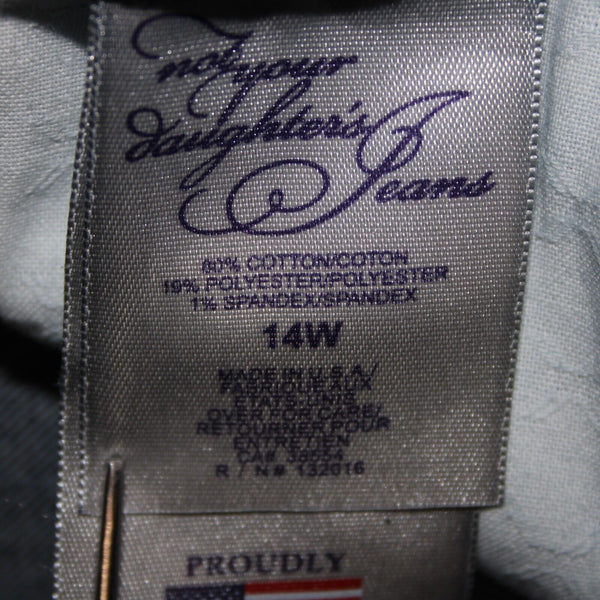 not your
daughter's
Jeans
80% COTTON/COTON
19% POLYESTER/POLYESTER
1% SPANDEX/SPANDEX
14W
MADE IN U.S.A./
FABRIQUE AUX
ETATS-UNIS
OVER FOR CARE/
RETOURNER POUR
ENTRETIEN
CA# 38554
R / N# 132016
PROUDLY